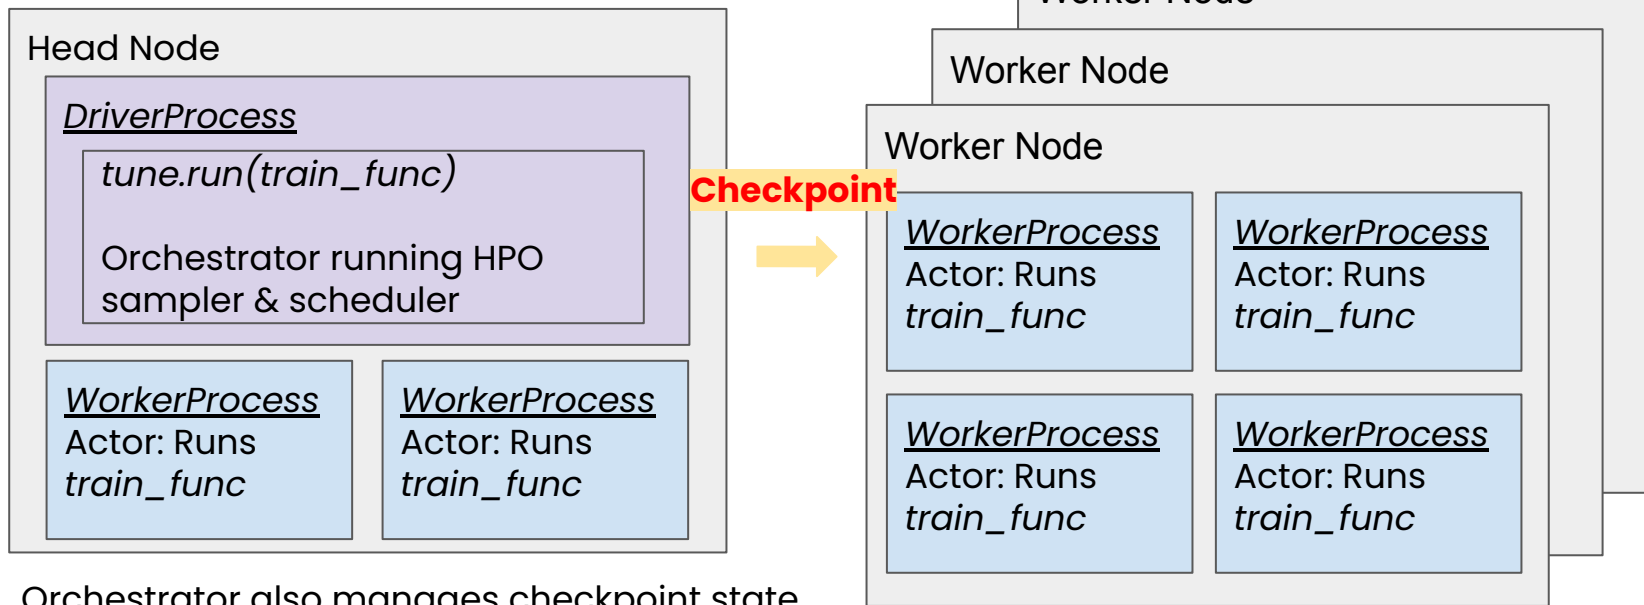 Head Node
DriverProcess
tune.run(train_func)
Orchestrator running HPO
sampler & scheduler
WorkerProcess
Actor: Runs
train_func
WorkerProcess
Actor: Runs
train_func
Orchestrator also manages checkpoint state
Checkpoint
Worker Node
Worker Node
Worker Node
WorkerProcess
Actor: Runs
train_func
WorkerProcess
Actor: Runs
train_func
WorkerProcess
Actor: Runs
train_func
WorkerProcess
Actor: Runs
train_func